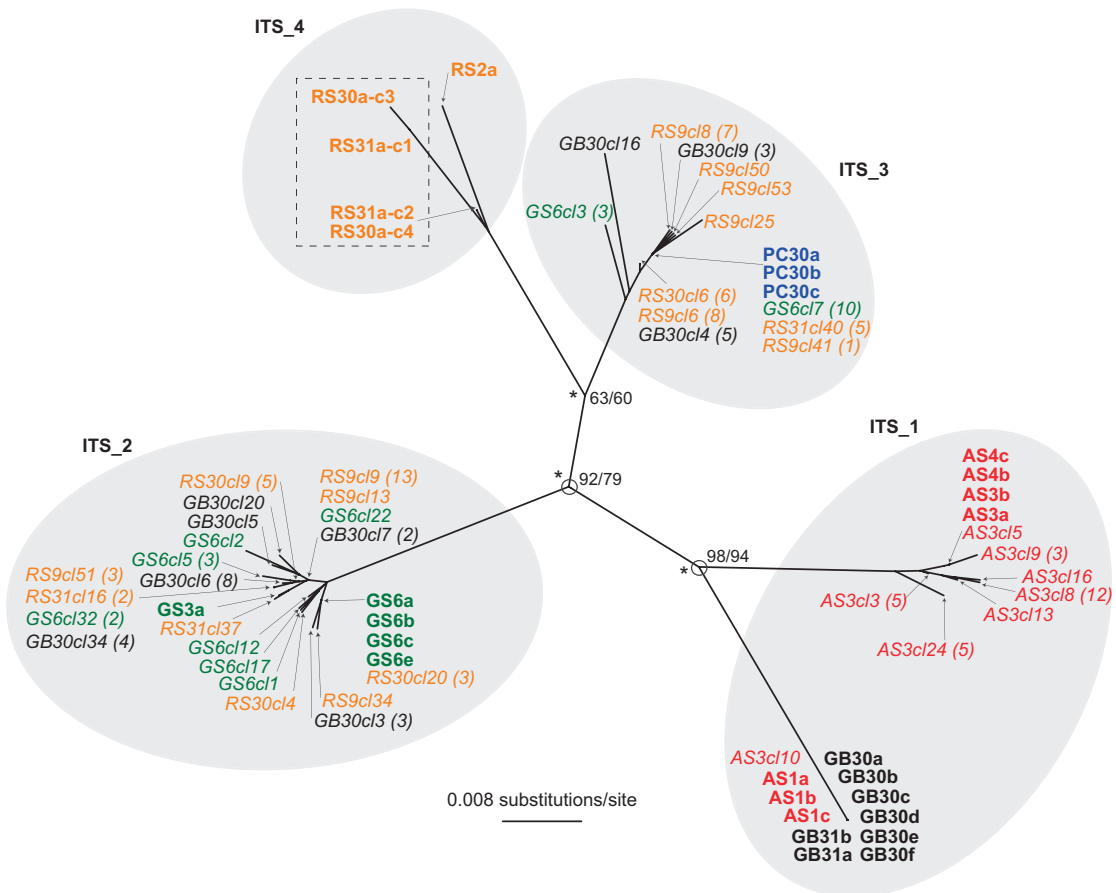 ITS_4
RS2a
RS30a-c3
RS31a-c1
RS31a-c2
RS30a-c4
ITS_3
GB30cl16
RS9cl8 (7)
GB30cl9 (3)
RS9cl50
RS9cl53
GS6cl3 (3)
RS9cl25
PC30a
PC30b
PC30c
GS6cl7 (10)
RS31cl40 (5)
RS9cl41 (1)
RS30cl6 (6)
RS9cl6 (8)
GB30cl4 (5)
* 63/60
* 92/79
* 98/94
ITS_2
RS30cl9 (5)
GB30cl20
GB30cl5
GS6cl2
GS6cl5 (3)
GB30cl6 (8)
RS9cl51 (3)
RS31cl16 (2)
GS6cl32 (2)
GB30cl34 (4)
GS3a
RS31cl37
GS6cl12
GS6cl17
GS6cl1
RS30cl4
RS9cl9 (13)
RS9cl13
GS6cl22
GB30cl7 (2)
GS6a
GS6b
GS6c
GS6e
RS30cl20 (3)
RS9cl34
GB30cl3 (3)
ITS_1
AS4c
AS4b
AS3b
AS3a
AS3cl5
AS3cl9 (3)
AS3cl16
AS3cl8 (12)
AS3cl13
AS3cl3 (5)
AS3cl24 (5)
AS3cl10
AS1a
AS1b
AS1c
GB31b
GB31a
GB30a
GB30b
GB30c
GB30d
GB30e
GB30f
0.008 substitutions/site